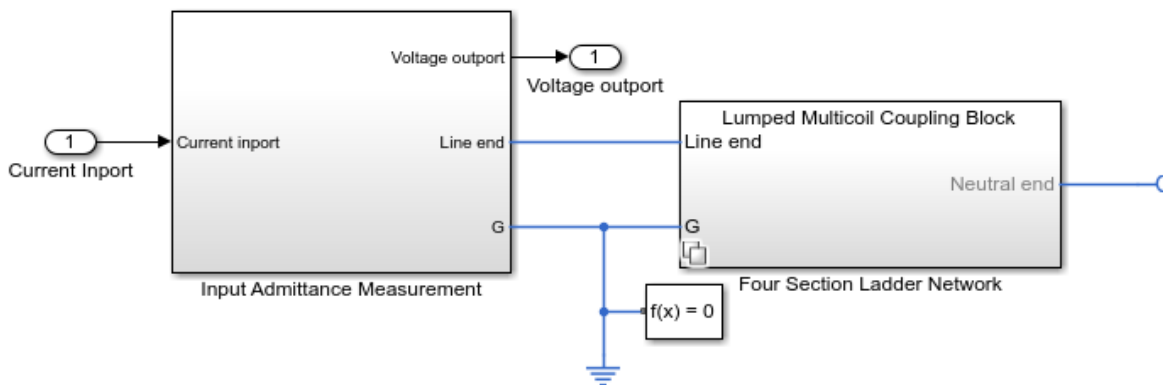 Voltage outport
1
Voltage outport
1
Current Inport
Current inport
Line end
G
Input Admittance Measurement
Lumped Multicoil Coupling Block
Line end
Neutral end
G
Four Section Ladder Network
f(x) = 0